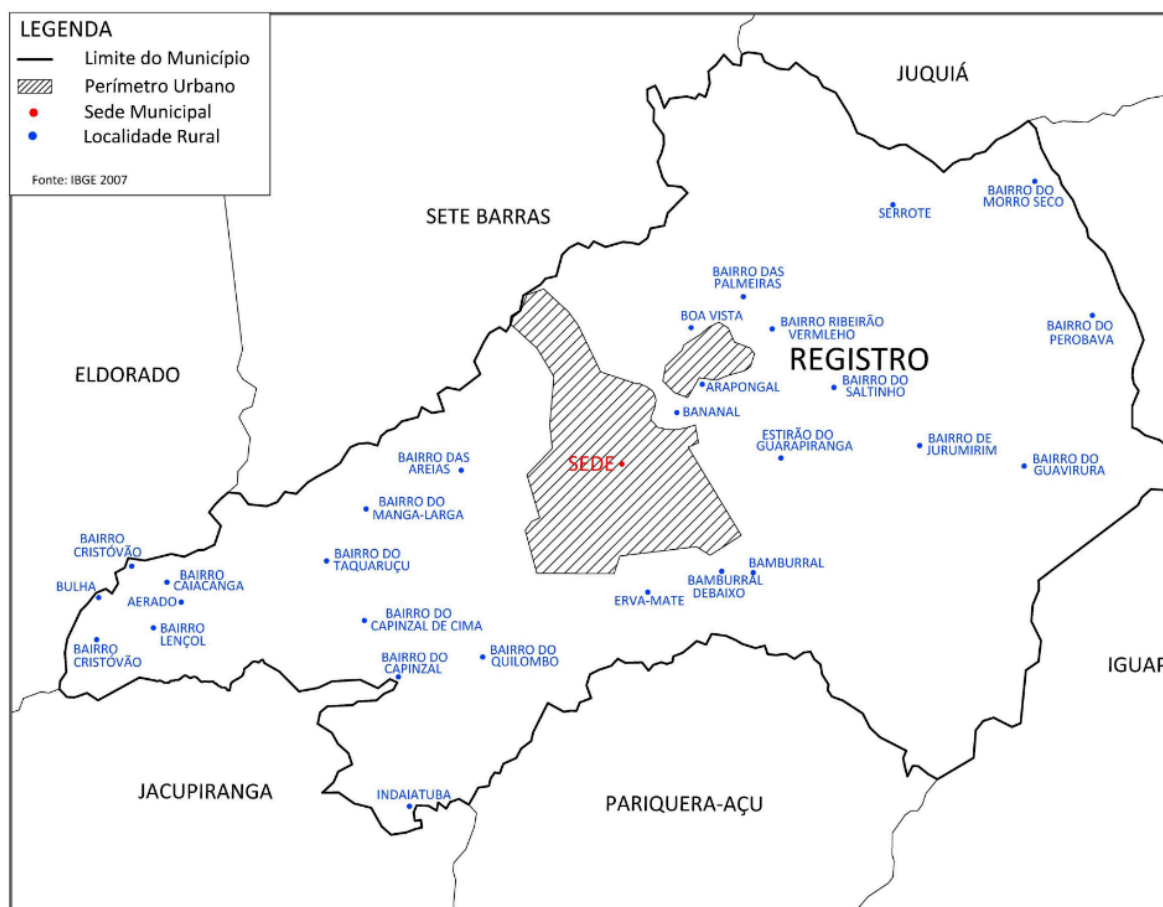 LEGENDA
Limite do Município
Perímetro Urbano
Sede Municipal
Localidade Rural
Fonte: IBGE 2007
JUQUIÁ
SETE BARRAS
BAIRRO DO
MORRO SECO
SERROTE
BAIRRO DAS
PALMEIRAS
BOA VISTA
BAIRRO RIBEIRÃO
VERMLEHO
BAIRRO DO
PEROBAVA
REGISTRO
ELDORADO
ARAPONGAL
BAIRRO DO
SALTINHO
BANANAL
ESTIRÃO DO
GUARAPIRANGA
BAIRRO DE
JURUMIRIM
SEDE
BAIRRO DO
GUAVIRURA
BAIRRO DAS
AREIAS
BAIRRO DO
MANGA-LARGA
BAIRRO
CRISTÓVÃO
BAIRRO DO
TAQUARUÇU
BULHA
BAIRRO
CAIACANGA
AERADO
BAMBURRAL
BAMBURRAL
DEBAIXO
ERVA-MATE
BAIRRO
LENÇOL
BAIRRO
CRISTÓVÃO
BAIRRO DO
CAPINZAL DE CIMA
BAIRRO DO
CAPINZAL
BAIRRO DO
QUILOMBO
IGUAP
JACUPIRANGA
INDAIATUBA
PARIQUERA-AÇU